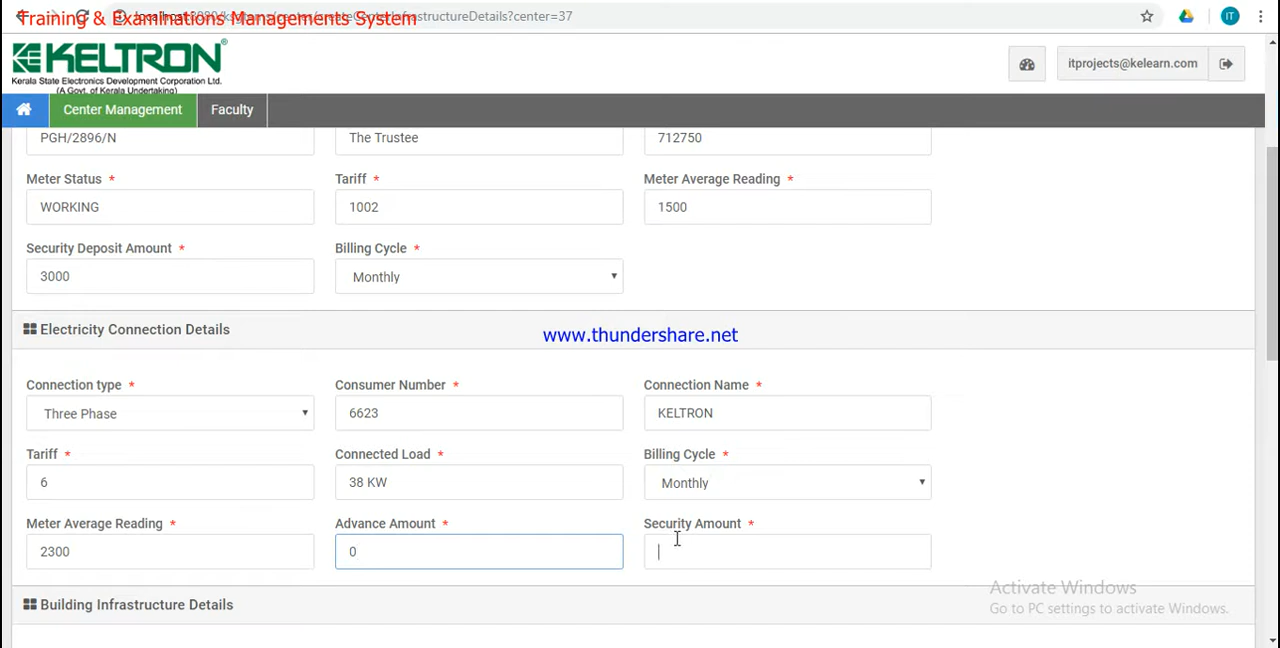 Training & Examinations Managements System
createCenterInfrastructureDetails?center=37
IT
KELTRON®
Kerala State Electronics Development Corporation Ltd.
(A Govt. of Kerala Undertaking)
itprojects@kelearn.com
Center Management Faculty
PGH/2896/N The Trustee 712750
Meter Status * Tariff * Meter Average Reading *
WORKING 1002 1500
Security Deposit Amount * Billing Cycle *
3000 Monthly
Electricity Connection Details
www.thundershare.net
Connection type * Consumer Number * Connection Name *
Three Phase 6623 KELTRON
Tariff * Connected Load * Billing Cycle *
6 38 KW Monthly
Meter Average Reading * Advance Amount * Security Amount *
2300 0
Activate Windows
Go to PC settings to activate Windows.
Building Infrastructure Details